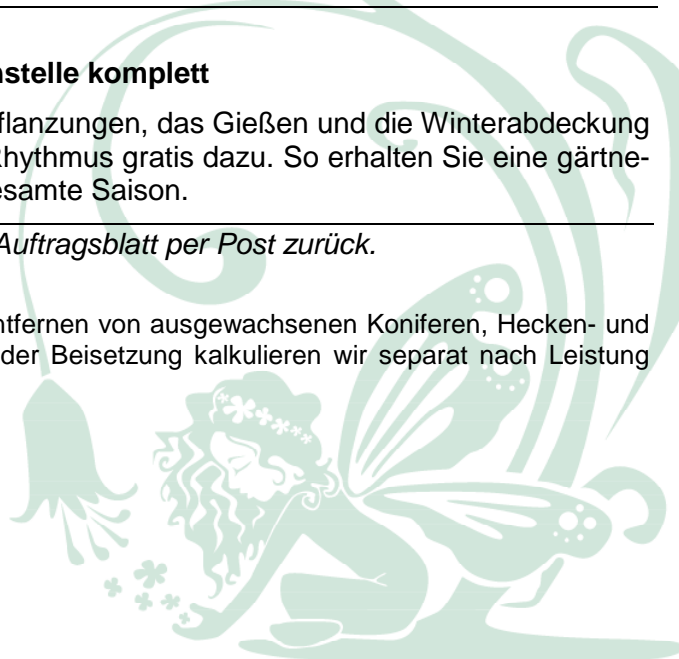 nstelle komplett
flanzungen, das Gießen und die Winterabdeckung
Rhythmus gratis dazu. So erhalten Sie eine gärtne-
esamte Saison.
Auftragsblatt per Post zurück.
ntfernen von ausgewachsenen Koniferen, Hecken- und
der Beisetzung kalkulieren wir separat nach Leistung